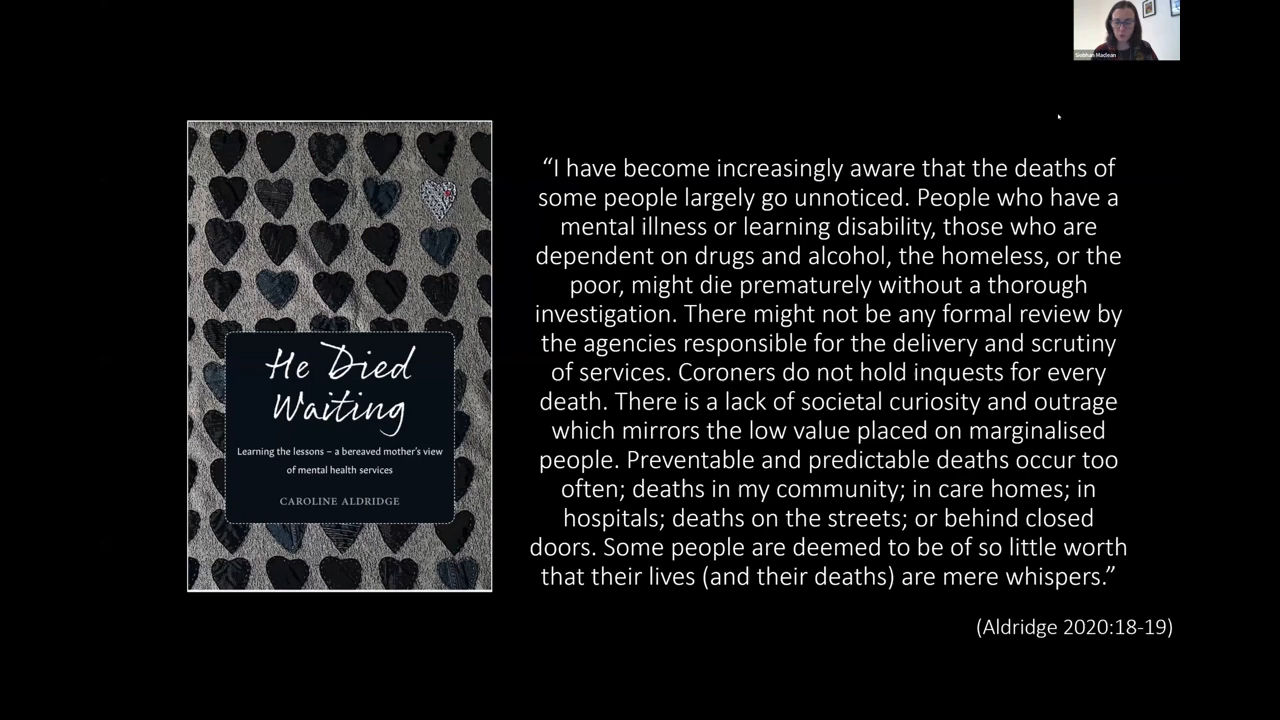 Siobhan Maclean
He Died
Waiting
Learning the lessons – a bereaved mother's view
of mental health services
CAROLINE ALDRIDGE
“I have become increasingly aware that the deaths of
some people largely go unnoticed. People who have a
mental illness or learning disability, those who are
dependent on drugs and alcohol, the homeless, or the
poor, might die prematurely without a thorough
investigation. There might not be any formal review by
the agencies responsible for the delivery and scrutiny
of services. Coroners do not hold inquests for every
death. There is a lack of societal curiosity and outrage
which mirrors the low value placed on marginalised
people. Preventable and predictable deaths occur too
often; deaths in my community; in care homes; in
hospitals; deaths on the streets; or behind closed
doors. Some people are deemed to be of so little worth
that their lives (and their deaths) are mere whispers.”
(Aldridge 2020:18-19)